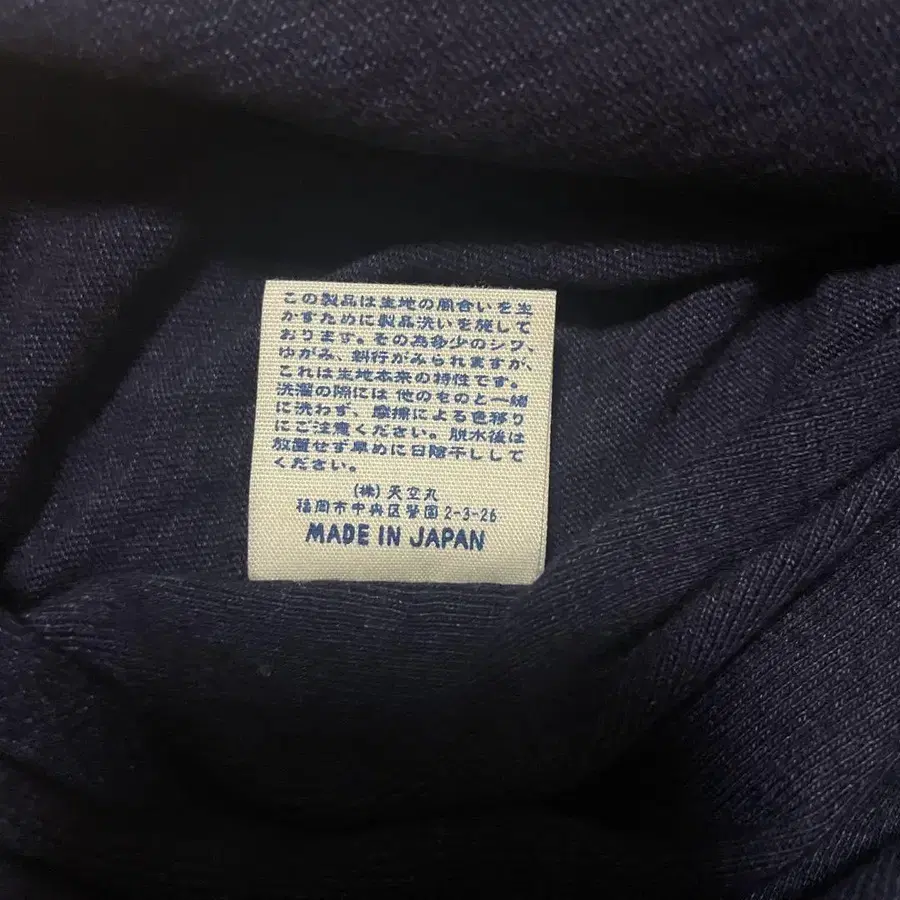 この製品は生地の風合いを生
かすために製品洗いを施して
おります。その為多少のシワ、
ゆがみ、斜行がみられますが、
これは生地本来の特性です。
洗濯の際には 他のものと一緒
に洗わず、摩擦による色移り
にご注意ください。脱水後は
放置せず早めに日陰干しして
ください。
(株) 天空丸
福岡市中央区警固2-3-26
MADE IN JAPAN